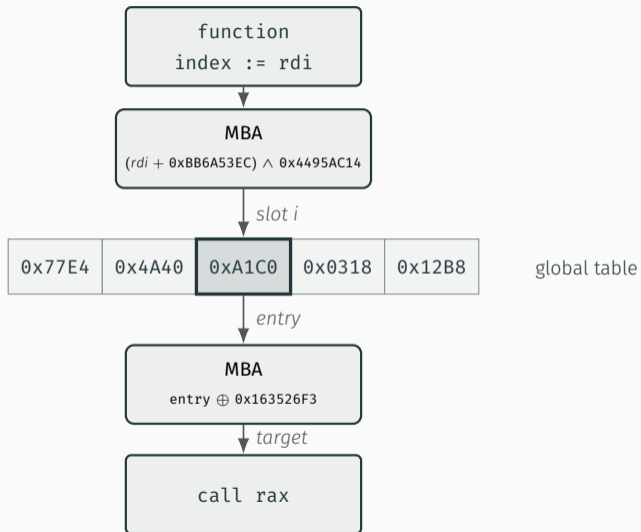 function
index := rdi
MBA
(rdi + 0xBB6A53EC) ∧ 0x4495AC14
slot i
0x77E4 0x4A40 0xA1C0 0x0318 0x12B8 global table
entry
MBA
entry ⊕ 0x163526F3
target
call rax